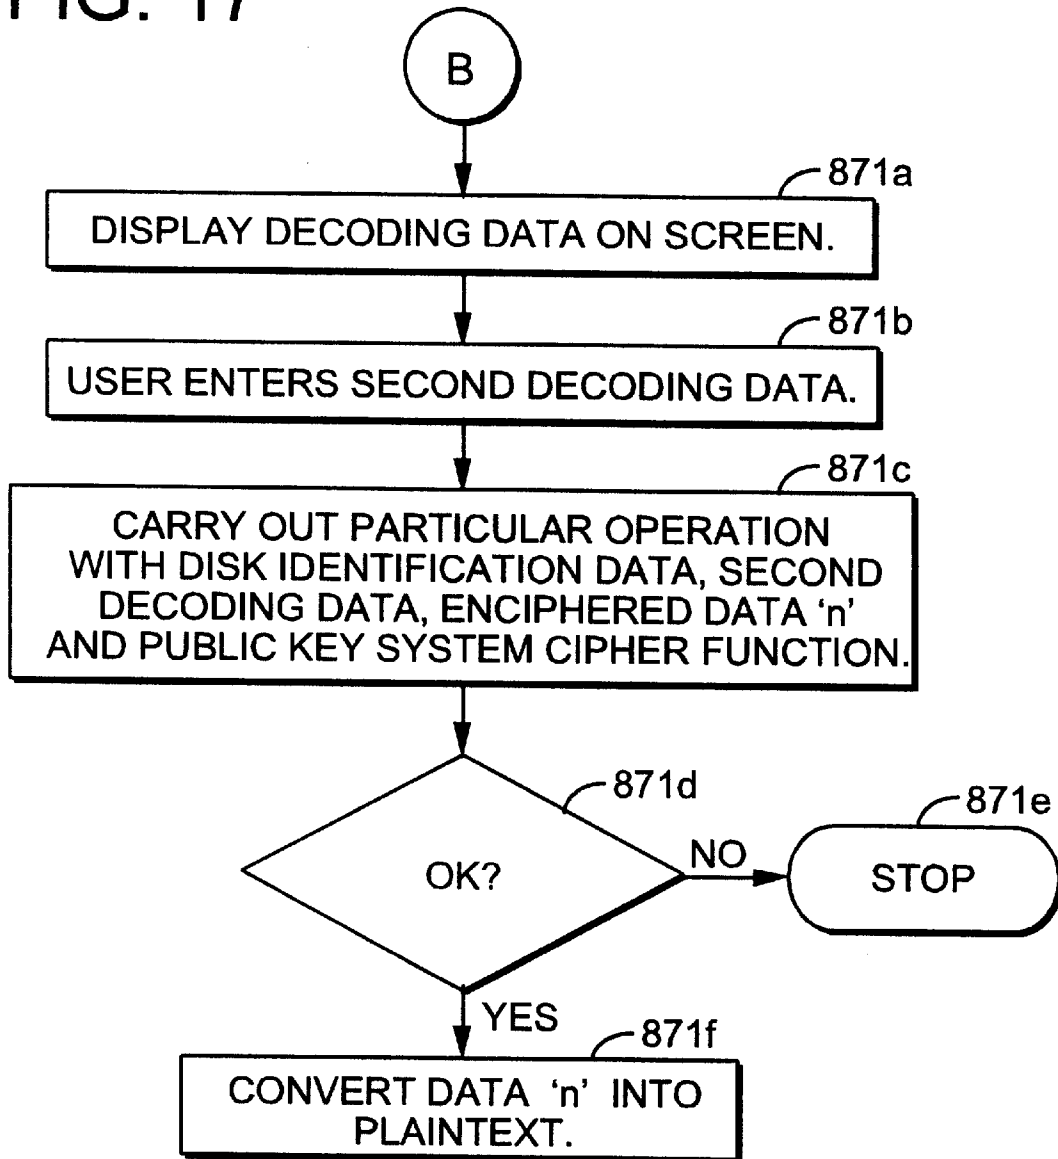 FIG. 17
B
871a
DISPLAY DECODING DATA ON SCREEN.
871b
USER ENTERS SECOND DECODING DATA.
871c
CARRY OUT PARTICULAR OPERATION
WITH DISK IDENTIFICATION DATA, SECOND
DECODING DATA, ENCIPHERED DATA ‘n’
AND PUBLIC KEY SYSTEM CIPHER FUNCTION.
871d
OK?
NO
871e
STOP
YES
871f
CONVERT DATA ‘n’ INTO
PLAINTEXT.